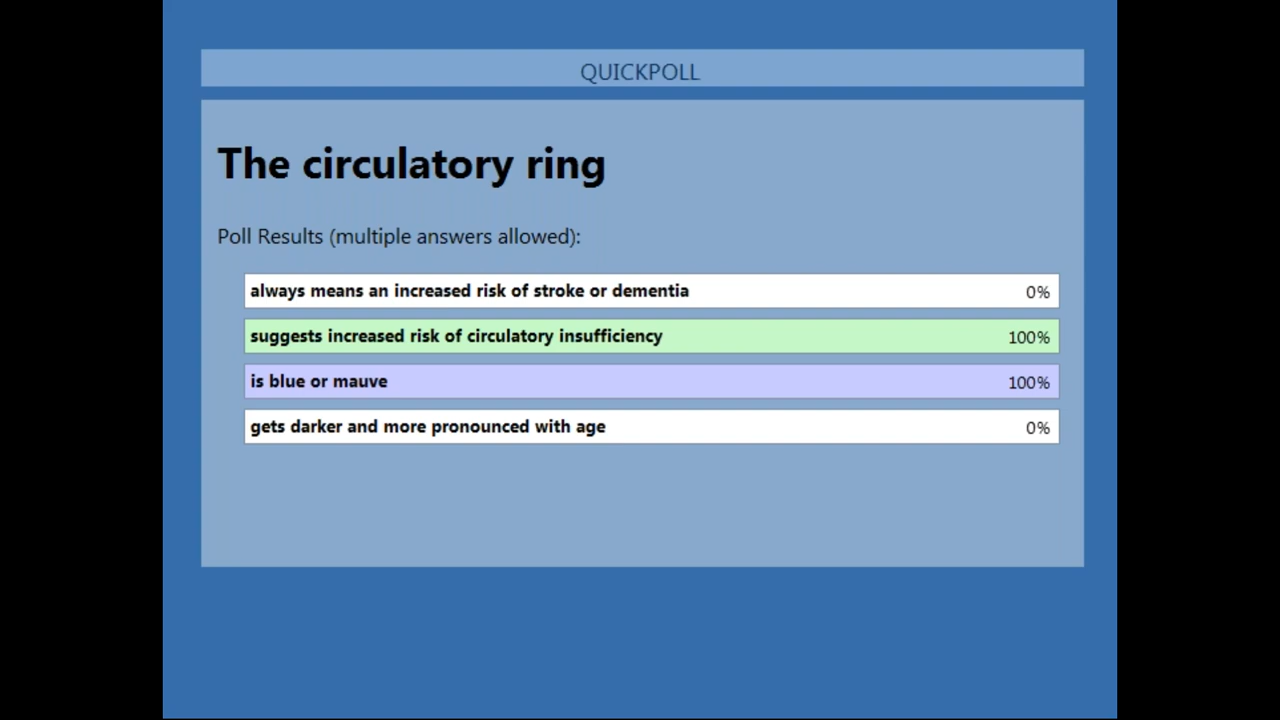 QUICKPOLL
The circulatory ring
Poll Results (multiple answers allowed):
always means an increased risk of stroke or dementia 0%
suggests increased risk of circulatory insufficiency 100%
is blue or mauve 100%
gets darker and more pronounced with age 0%